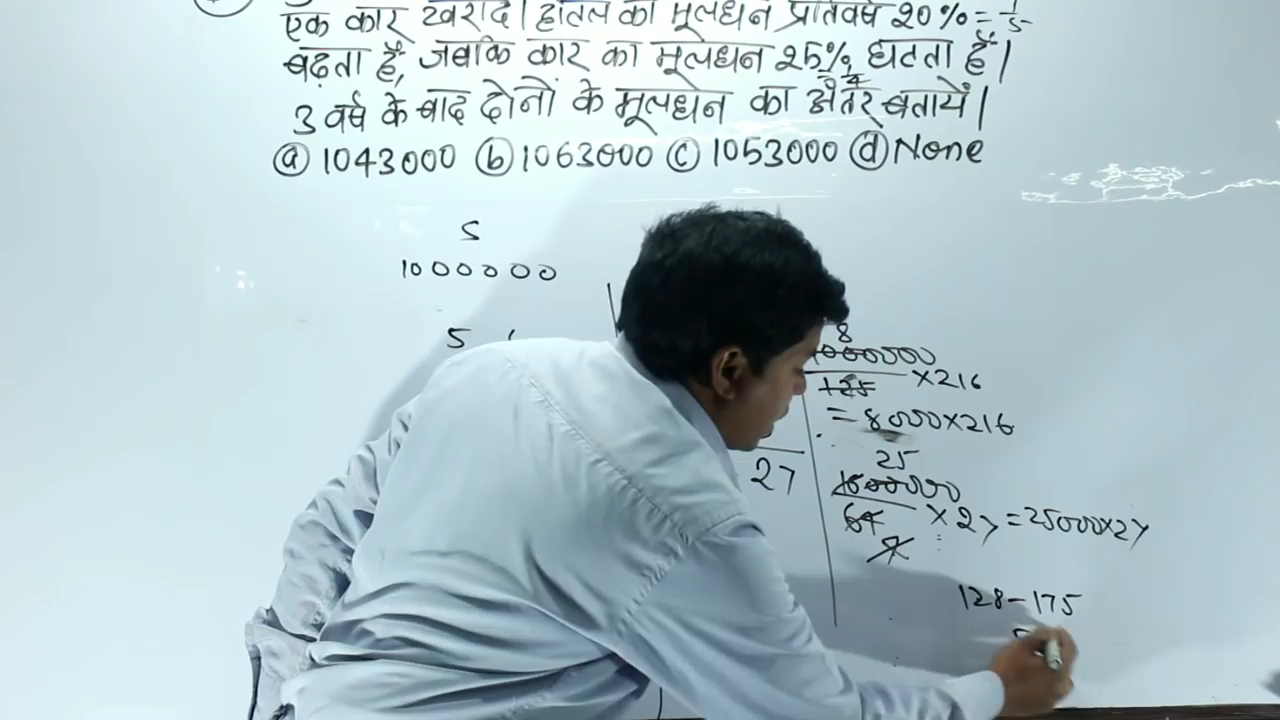 एक कार खरीदे। होटल का मूलधन प्रतिवर्ष 20% = 1/5
बढ़ता है, जबकि कार का मूलधन 25% घटता है।
3 वर्ष के बाद दोनों के मूलधन का अंतर बतायें।
(a) 1043000 (b) 1063000 (c) 1053000 (d) None
S
1000000
5
8
1000000
125 ×216
= 8000×216
27
25
1600000
64 ×27 = 25000×27
128-175